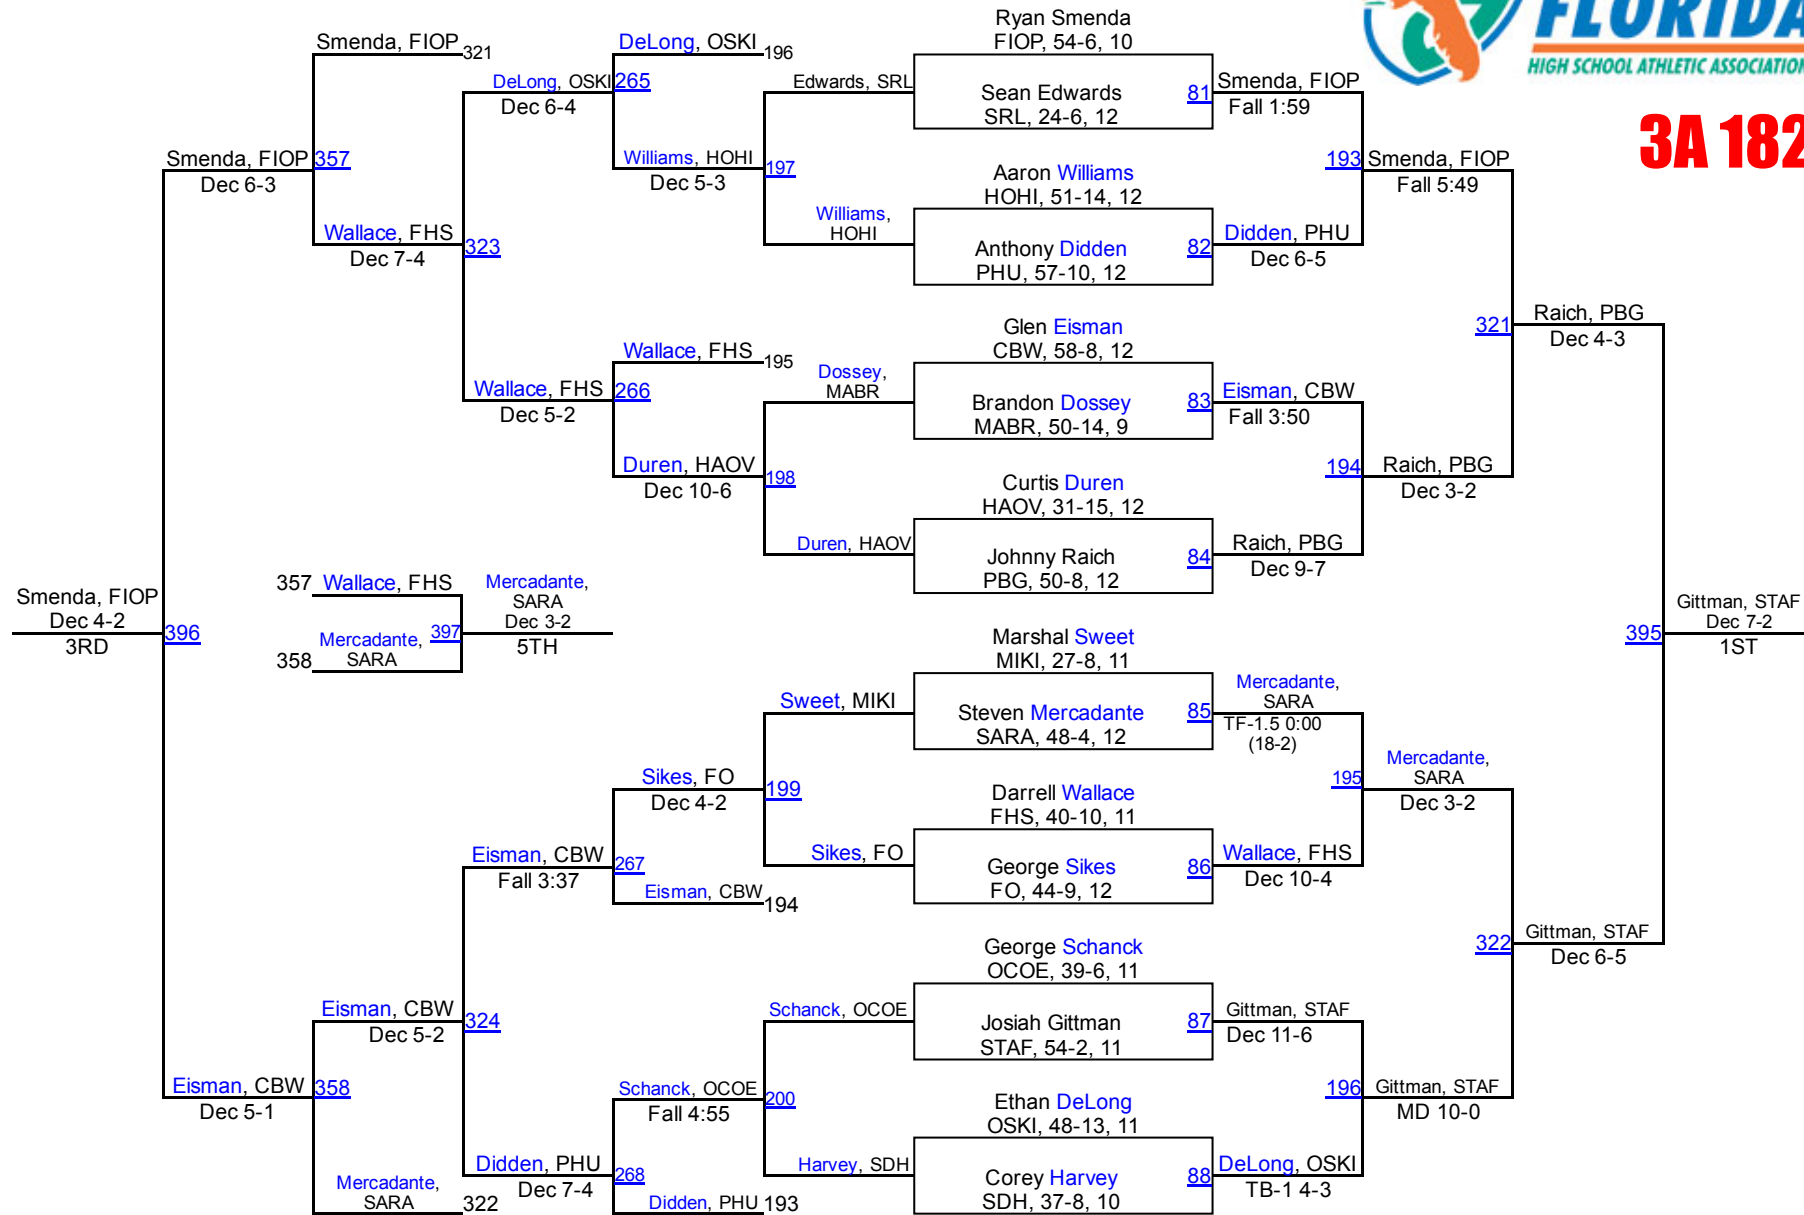 FLORIDA
HIGH SCHOOL ATHLETIC ASSOCIATION
3A 182
Smenda, FIOP
321
DeLong, OSKI
196
Ryan Smenda
FIOP, 54-6, 10
DeLong, OSKI
265
Dec 6-4
Edwards, SRL
Sean Edwards
SRL, 24-6, 12
81
Smenda, FIOP
Fall 1:59
Smenda, FIOP
357
Dec 6-3
Williams, HOHI
197
Dec 5-3
Aaron Williams
HOHI, 51-14, 12
193
Smenda, FIOP
Fall 5:49
Wallace, FHS
323
Dec 7-4
Williams,
HOHI
Anthony Didden
PHU, 57-10, 12
82
Didden, PHU
Dec 6-5
Wallace, FHS
195
Glen Eisman
CBW, 58-8, 12
321
Raich, PBG
Dec 4-3
Wallace, FHS
266
Dec 5-2
Dossey,
MABR
Brandon Dossey
MABR, 50-14, 9
83
Eisman, CBW
Fall 3:50
Duren, HAOV
198
Dec 10-6
Curtis Duren
HAOV, 31-15, 12
194
Raich, PBG
Dec 3-2
Duren, HAOV
Johnny Raich
PBG, 50-8, 12
84
Raich, PBG
Dec 9-7
Smenda, FIOP
Dec 4-2
3RD
396
357
Wallace, FHS
358
Mercadante,
SARA
397
Mercadante,
SARA
Dec 3-2
5TH
395
Gittman, STAF
Dec 7-2
1ST
Marshal Sweet
MIKI, 27-8, 11
Sweet, MIKI
Steven Mercadante
SARA, 48-4, 12
85
Mercadante,
SARA
TF-1.5 0:00
(18-2)
Sikes, FO
199
Dec 4-2
Darrell Wallace
FHS, 40-10, 11
195
Mercadante,
SARA
Dec 3-2
Eisman, CBW
267
Fall 3:37
Sikes, FO
George Sikes
FO, 44-9, 12
86
Wallace, FHS
Dec 10-4
Eisman, CBW
194
George Schanck
OCOE, 39-6, 11
322
Gittman, STAF
Dec 6-5
Eisman, CBW
324
Dec 5-2
Schanck, OCOE
Josiah Gittman
STAF, 54-2, 11
87
Gittman, STAF
Dec 11-6
Eisman, CBW
358
Dec 5-1
Schanck, OCOE
200
Fall 4:55
Ethan DeLong
OSKI, 48-13, 11
196
Gittman, STAF
MD 10-0
Didden, PHU
268
Dec 7-4
Harvey, SDH
Corey Harvey
SDH, 37-8, 10
88
DeLong, OSKI
TB-1 4-3
Mercadante,
SARA
322
Didden, PHU
193